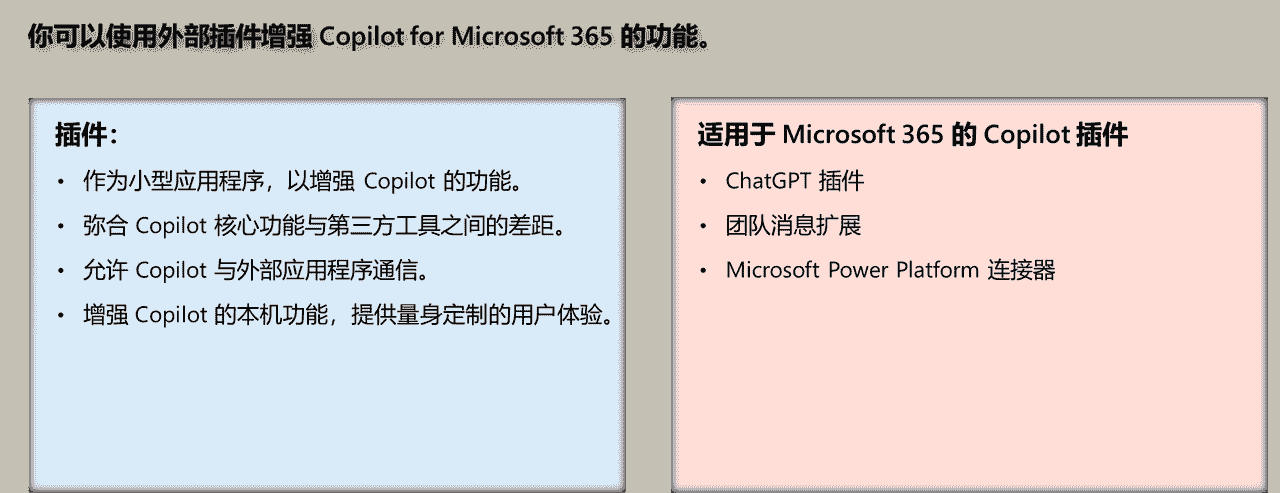 你可以使用外部插件增强 Copilot for Microsoft 365 的功能。
插件：
• 作为小型应用程序，以增强 Copilot 的功能。
• 弥合 Copilot 核心功能与第三方工具之间的差距。
• 允许 Copilot 与外部应用程序通信。
• 增强 Copilot 的本机功能，提供量身定制的用户体验。
适用于 Microsoft 365 的 Copilot 插件
• ChatGPT 插件
• 团队消息扩展
• Microsoft Power Platform 连接器